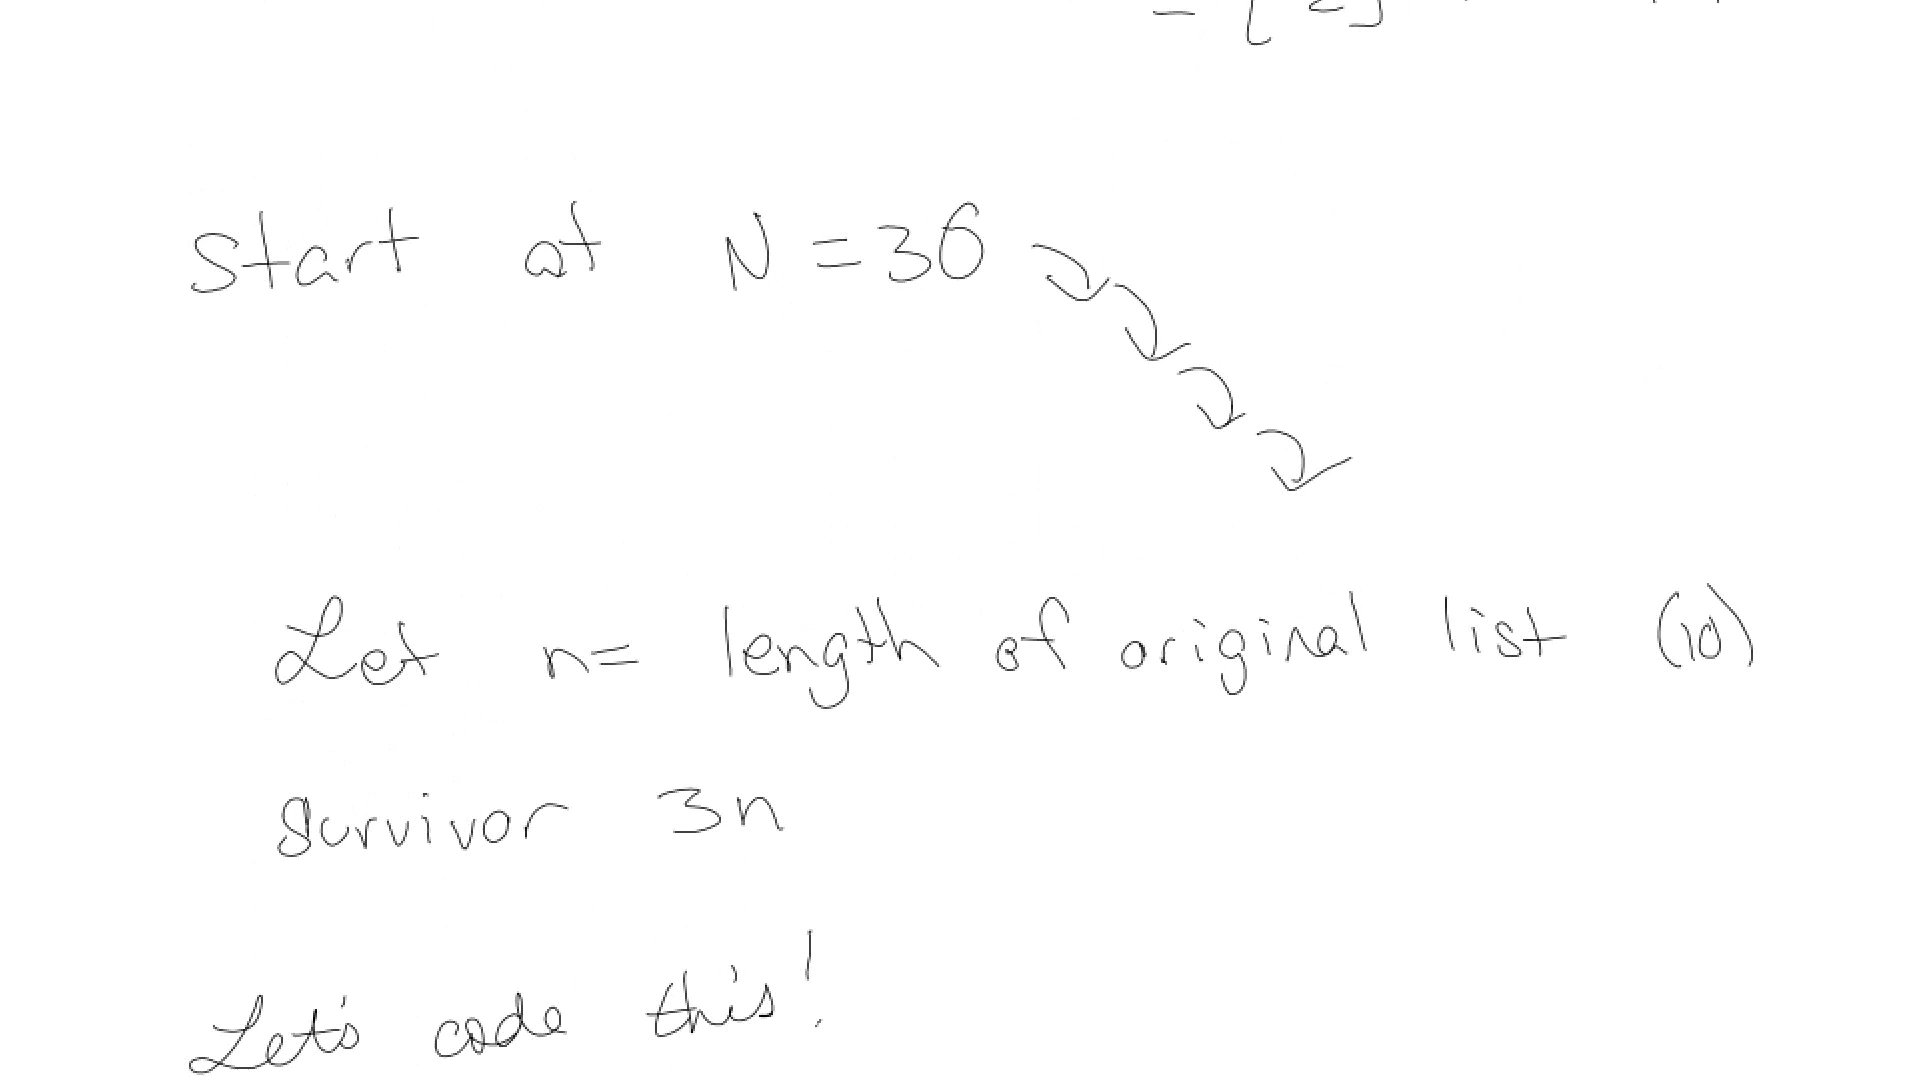 Start at N = 36
Let n = length of original list (10)
Survivor 3n
Let's code this!